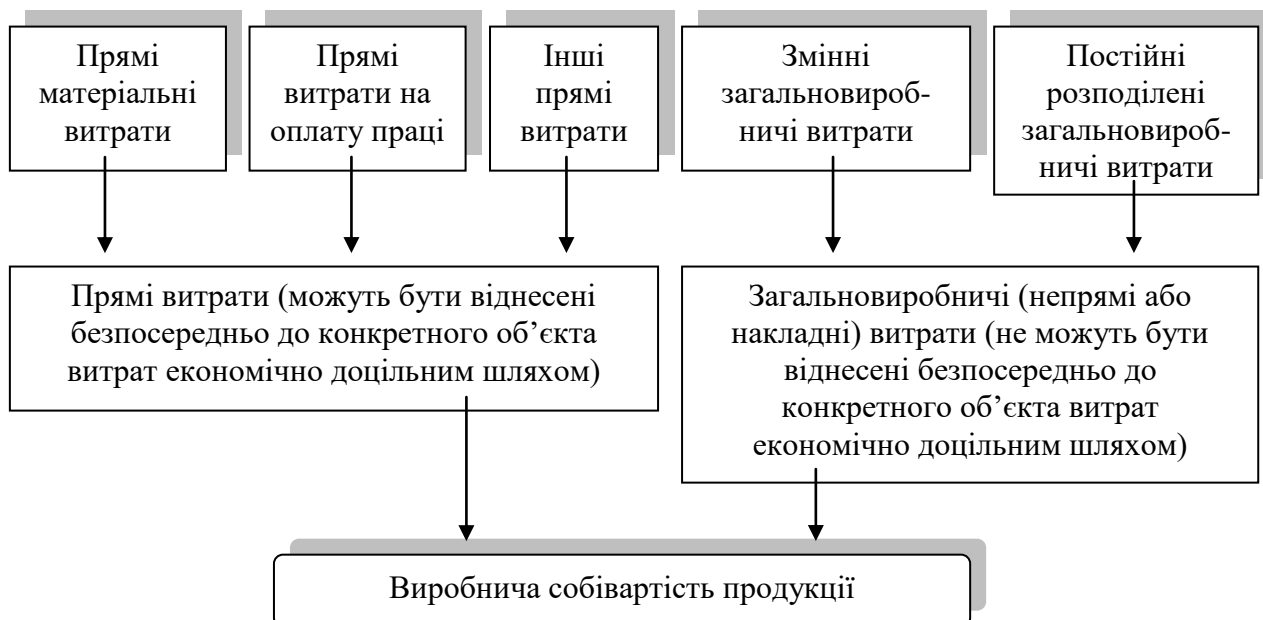 Прямі
матеріальні
витрати
Прямі
витрати на
оплату праці
Інші
прямі
витрати
Змінні
загальновироб-
ничі витрати
Постійні
розподілені
загальновироб-
ничі витрати
Прямі витрати (можуть бути віднесені
безпосередньо до конкретного об’єкта
витрат економічно доцільним шляхом)
Загальновиробничі (непрямі або
накладні) витрати (не можуть бути
віднесені безпосередньо до
конкретного об’єкта витрат
економічно доцільним шляхом)
Виробнича собівартість продукції